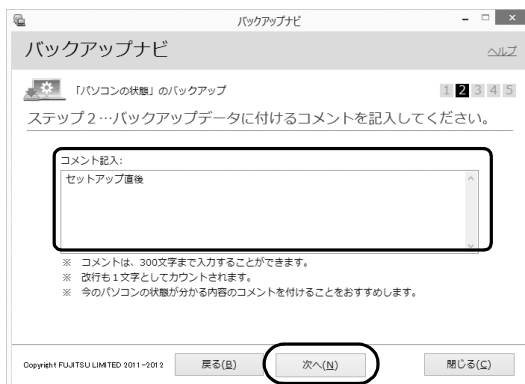 バックアップナビ
バックアップナビ
ヘルプ
「パソコンの状態」のバックアップ
1 2 3 4 5
ステップ2…バックアップデータに付けるコメントを記入してください。
コメント記入:
セットアップ直後
※ コメントは、300文字まで入力することができます。
※ 改行も1文字としてカウントされます。
※ 今のパソコンの状態が分かる内容のコメントを付けることをおすすめします。
Copyright FUJITSU LIMITED 2011-2012
戻る(B)
次へ(N)
閉じる(C)